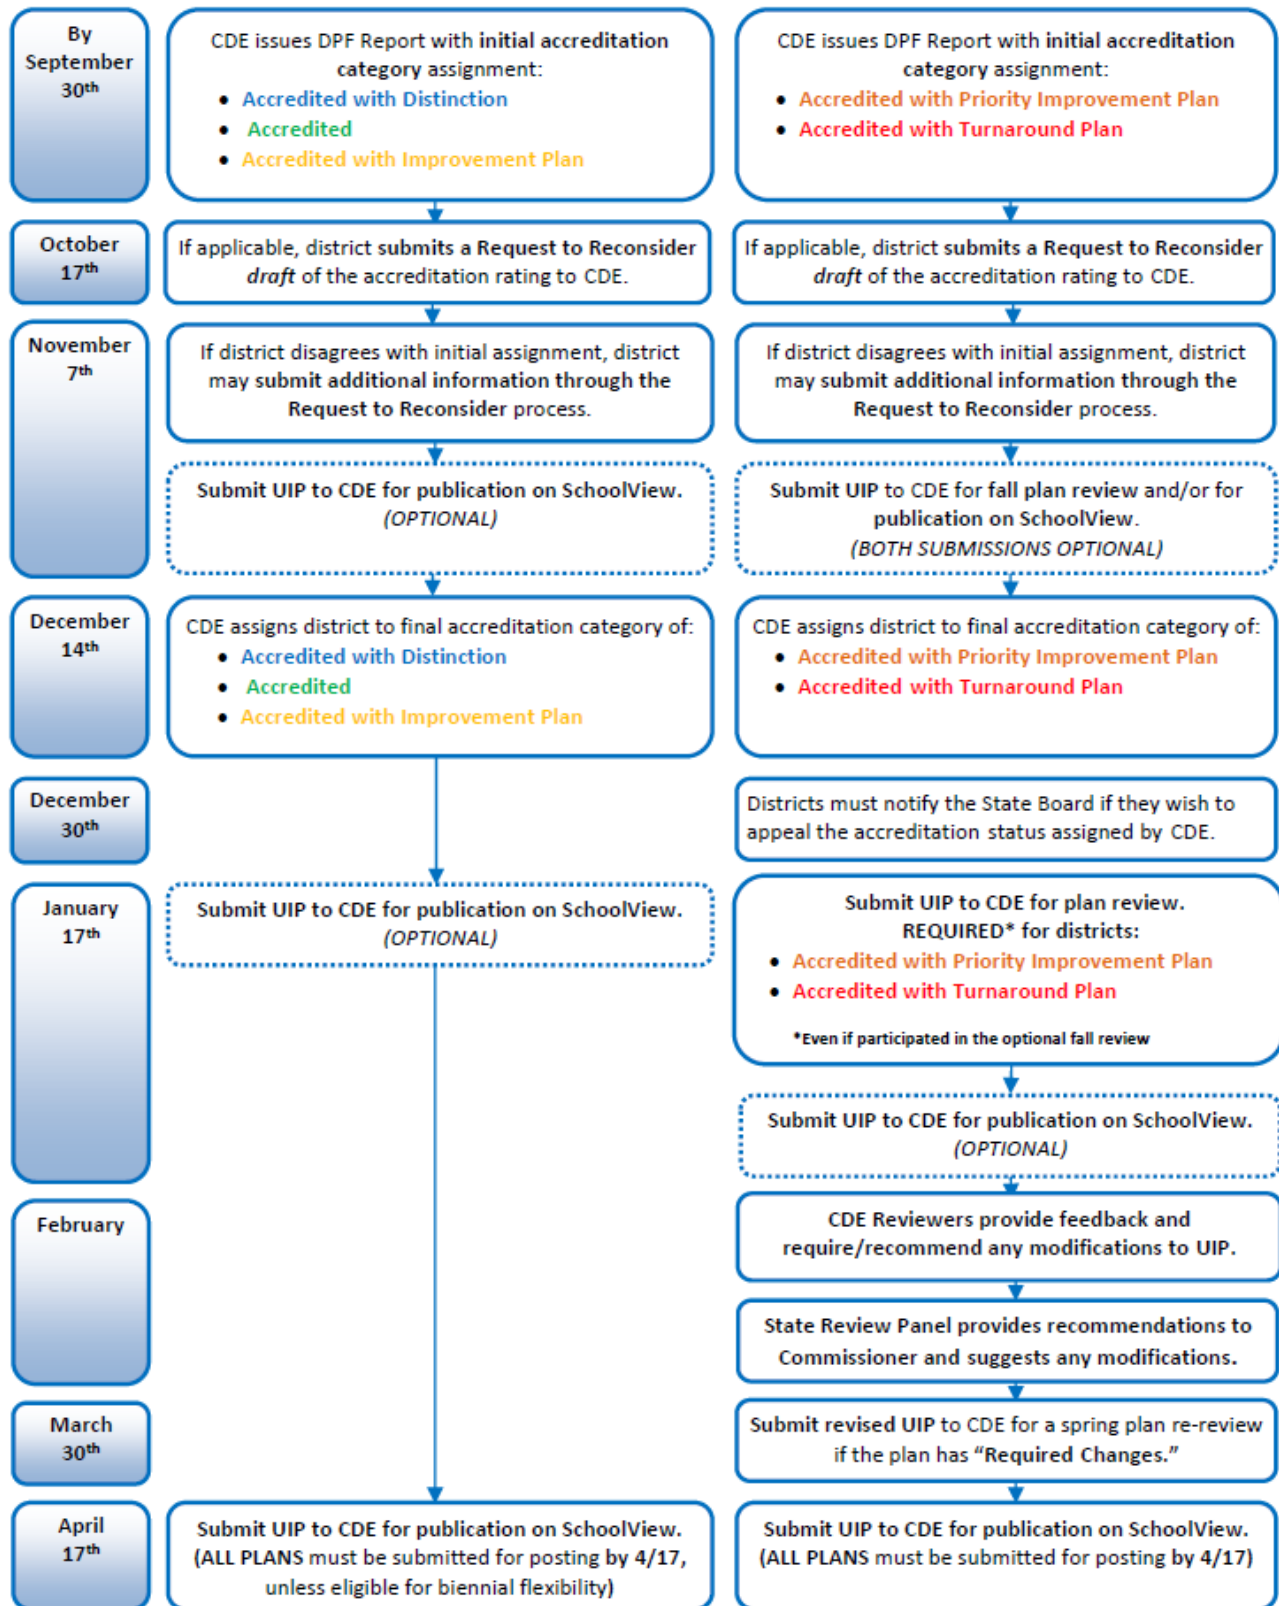 By
September
30th
CDE issues DPF Report with initial accreditation
category assignment:
• Accredited with Distinction
• Accredited
• Accredited with Improvement Plan
CDE issues DPF Report with initial accreditation
category assignment:
• Accredited with Priority Improvement Plan
• Accredited with Turnaround Plan
October
17th
If applicable, district submits a Request to Reconsider
draft of the accreditation rating to CDE.
If applicable, district submits a Request to Reconsider
draft of the accreditation rating to CDE.
November
7th
If district disagrees with initial assignment, district
may submit additional information through the
Request to Reconsider process.
If district disagrees with initial assignment, district
may submit additional information through the
Request to Reconsider process.
Submit UIP to CDE for publication on SchoolView.
(OPTIONAL)
Submit UIP to CDE for fall plan review and/or for
publication on SchoolView.
(BOTH SUBMISSIONS OPTIONAL)
December
14th
CDE assigns district to final accreditation category of:
• Accredited with Distinction
• Accredited
• Accredited with Improvement Plan
CDE assigns district to final accreditation category of:
• Accredited with Priority Improvement Plan
• Accredited with Turnaround Plan
December
30th
Districts must notify the State Board if they wish to
appeal the accreditation status assigned by CDE.
January
17th
Submit UIP to CDE for publication on SchoolView.
(OPTIONAL)
Submit UIP to CDE for plan review.
REQUIRED* for districts:
• Accredited with Priority Improvement Plan
• Accredited with Turnaround Plan
*Even if participated in the optional fall review
Submit UIP to CDE for publication on SchoolView.
(OPTIONAL)
February
CDE Reviewers provide feedback and
require/recommend any modifications to UIP.
State Review Panel provides recommendations to
Commissioner and suggests any modifications.
March
30th
Submit revised UIP to CDE for a spring plan re-review
if the plan has “Required Changes.”
April
17th
Submit UIP to CDE for publication on SchoolView.
(ALL PLANS must be submitted for posting by 4/17,
unless eligible for biennial flexibility)
Submit UIP to CDE for publication on SchoolView.
(ALL PLANS must be submitted for posting by 4/17)